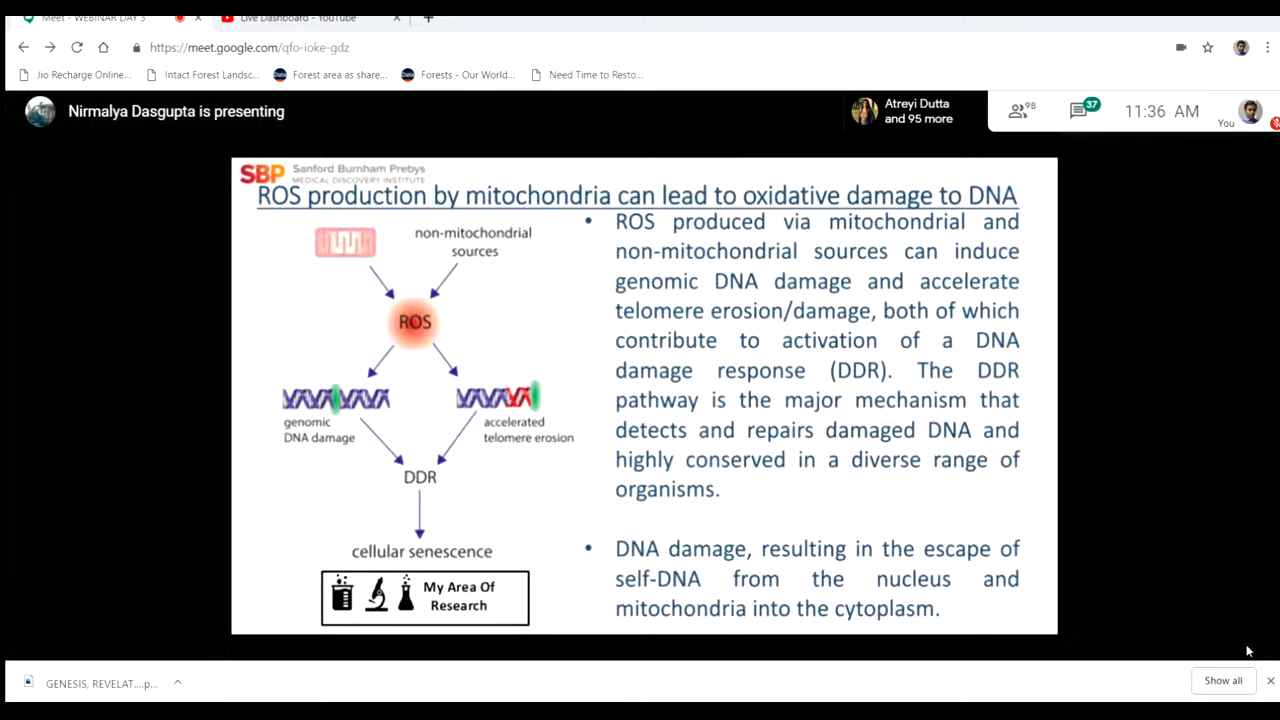 Meet - WEBINAR DAY 3
Live Dashboard - YouTube
https://meet.google.com/qfo-ioke-gdz
Jio Recharge Online...
Intact Forest Landsc...
Forest area as share...
Forests - Our World...
Need Time to Resto...
Nirmalya Dasgupta is presenting
Atreyi Dutta
and 95 more
98
37
11:36 AM
You
SBP Sanford Burnham Prebys
MEDICAL DISCOVERY INSTITUTE
ROS production by mitochondria can lead to oxidative damage to DNA
non-mitochondrial
sources
ROS
genomic
DNA damage
accelerated
telomere erosion
DDR
cellular senescence
My Area Of
Research
• ROS produced via mitochondrial and
non-mitochondrial sources can induce
genomic DNA damage and accelerate
telomere erosion/damage, both of which
contribute to activation of a DNA
damage response (DDR). The DDR
pathway is the major mechanism that
detects and repairs damaged DNA and
highly conserved in a diverse range of
organisms.
• DNA damage, resulting in the escape of
self-DNA from the nucleus and
mitochondria into the cytoplasm.
GENESIS, REVELAT....p...
Show all